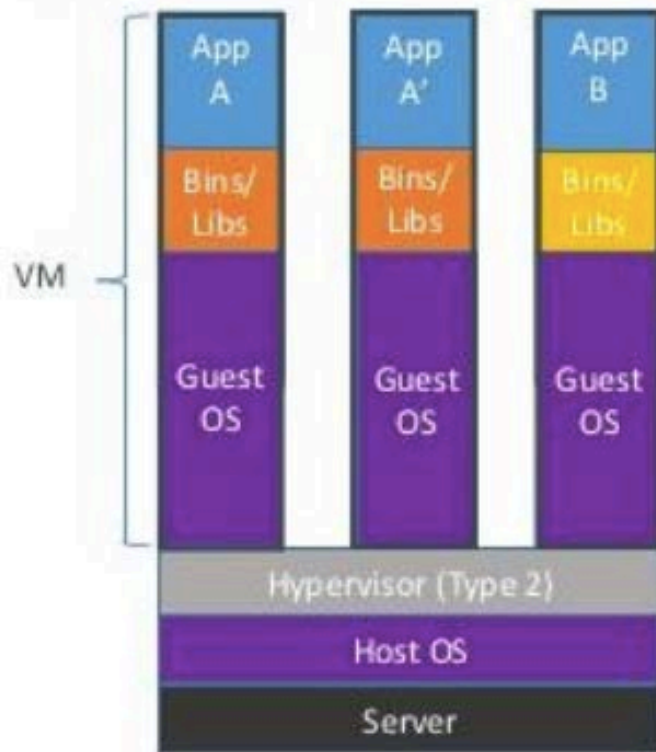 App
A
App
A'
App
B
Bins/
Libs
Bins/
Libs
Bins/
Libs
VM
Guest
OS
Guest
OS
Guest
OS
Hypervisor (Type 2)
Host OS
Server